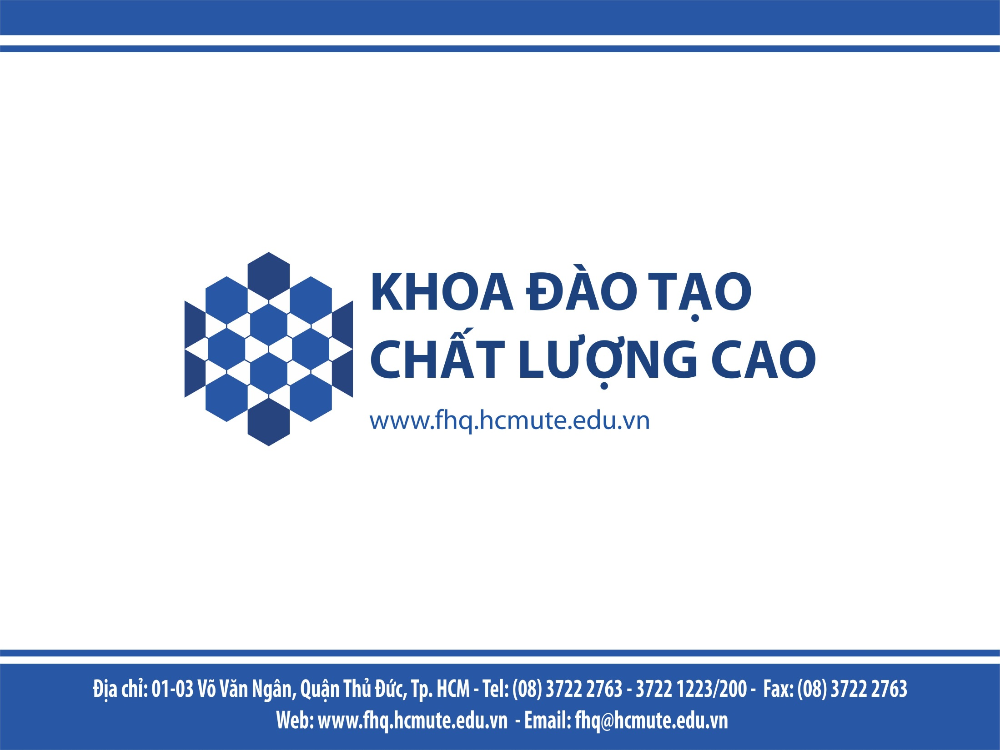 KHOA ĐÀO TẠO
CHẤT LƯỢNG CAO
www.fhq.hcmute.edu.vn
Địa chỉ: 01-03 Võ Văn Ngân, Quận Thủ Đức, Tp. HCM - Tel: (08) 3722 2763 - 3722 1223/200 - Fax: (08) 3722 2763
Web: www.fhq.hcmute.edu.vn - Email: fhq@hcmute.edu.vn